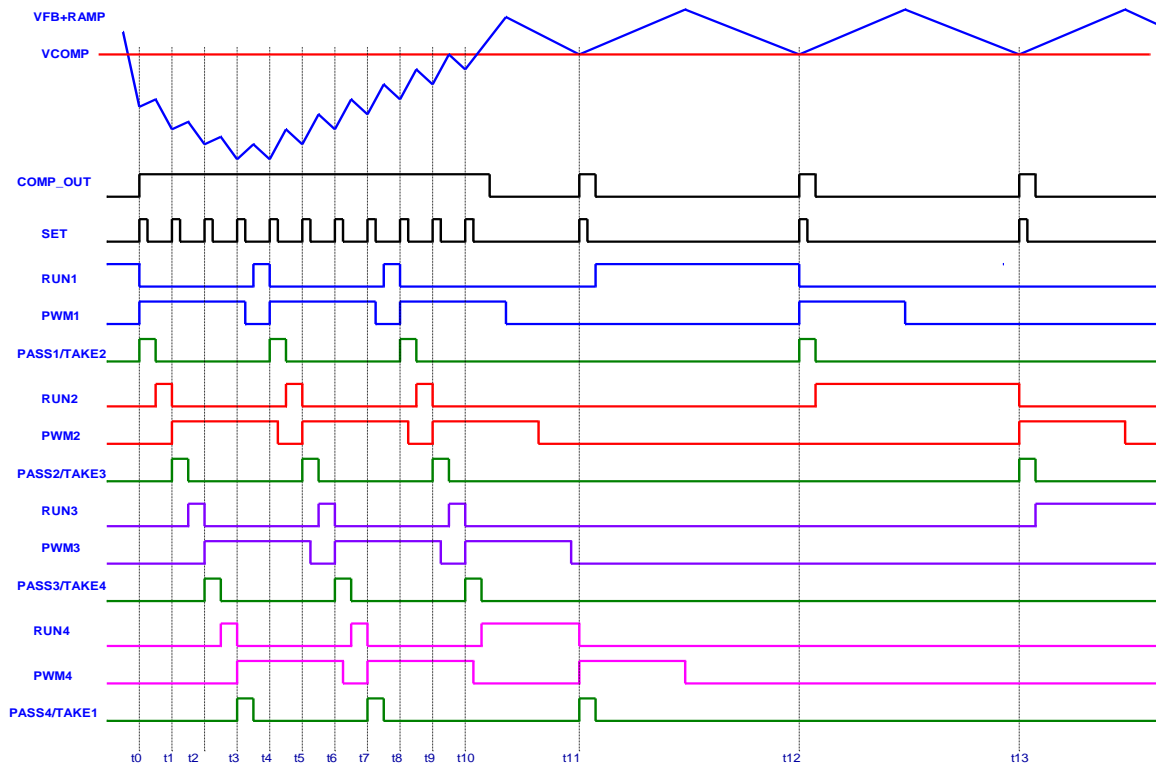 VFB+RAMP
VCOMP
COMP_OUT
SET
RUN1
PWM1
PASS1/TAKE2
RUN2
PWM2
PASS2/TAKE3
RUN3
PWM3
PASS3/TAKE4
RUN4
PWM4
PASS4/TAKE1
t0 t1 t2 t3 t4 t5 t6 t7 t8 t9 t10 t11 t12 t13